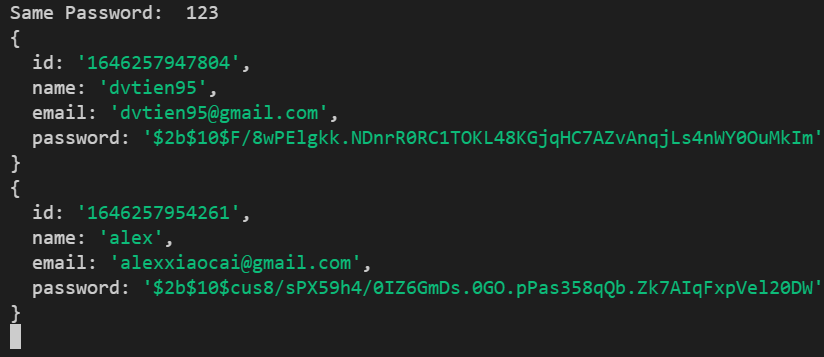 Same Password:  123
{
  id: '1646257947804',
  name: 'dvtien95',
  email: 'dvtien95@gmail.com',
  password: '$2b$10$F/8wPElgkk.NDnrR0RC1TOKL48KGjqHC7AZvAnqjLs4nWY0OuMkIm'
}
{
  id: '1646257954261',
  name: 'alex',
  email: 'alexxiaocai@gmail.com',
  password: '$2b$10$cus8/sPX59h4/0IZ6GmDs.0GO.pPas358qQb.Zk7AIqFxpVel20DW'
}